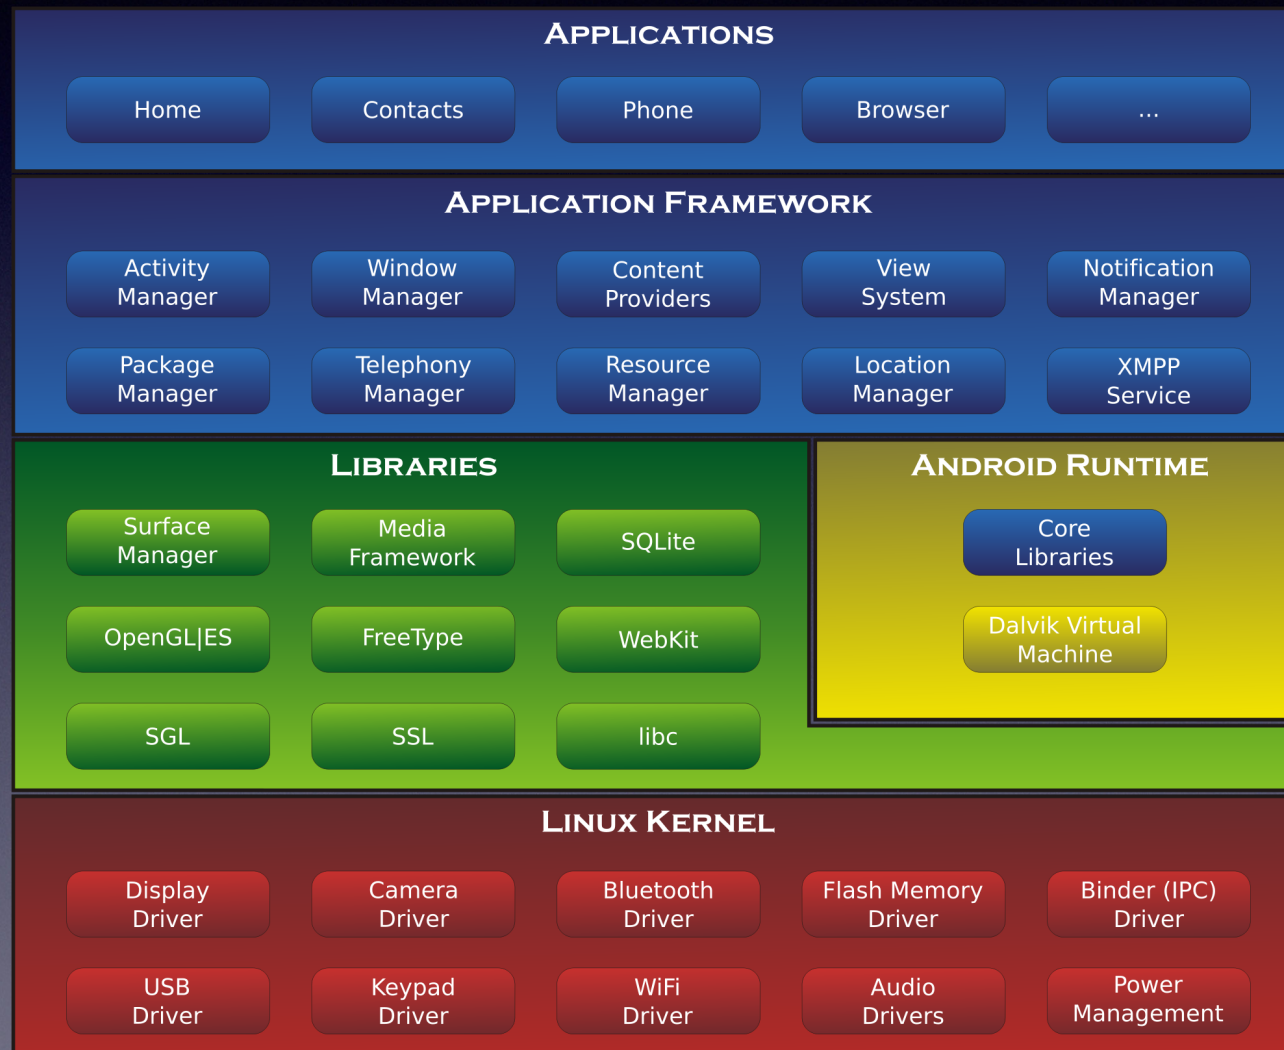 APPLICATIONS
Home
Contacts
Phone
Browser
...
APPLICATION FRAMEWORK
Activity
Manager
Window
Manager
Content
Providers
View
System
Notification
Manager
Package
Manager
Telephony
Manager
Resource
Manager
Location
Manager
XMPP
Service
LIBRARIES
Surface
Manager
Media
Framework
SQLite
OpenGL|ES
FreeType
WebKit
SGL
SSL
libc
ANDROID RUNTIME
Core
Libraries
Dalvik Virtual
Machine
LINUX KERNEL
Display
Driver
Camera
Driver
Bluetooth
Driver
Flash Memory
Driver
Binder (IPC)
Driver
USB
Driver
Keypad
Driver
WiFi
Driver
Audio
Drivers
Power
Management